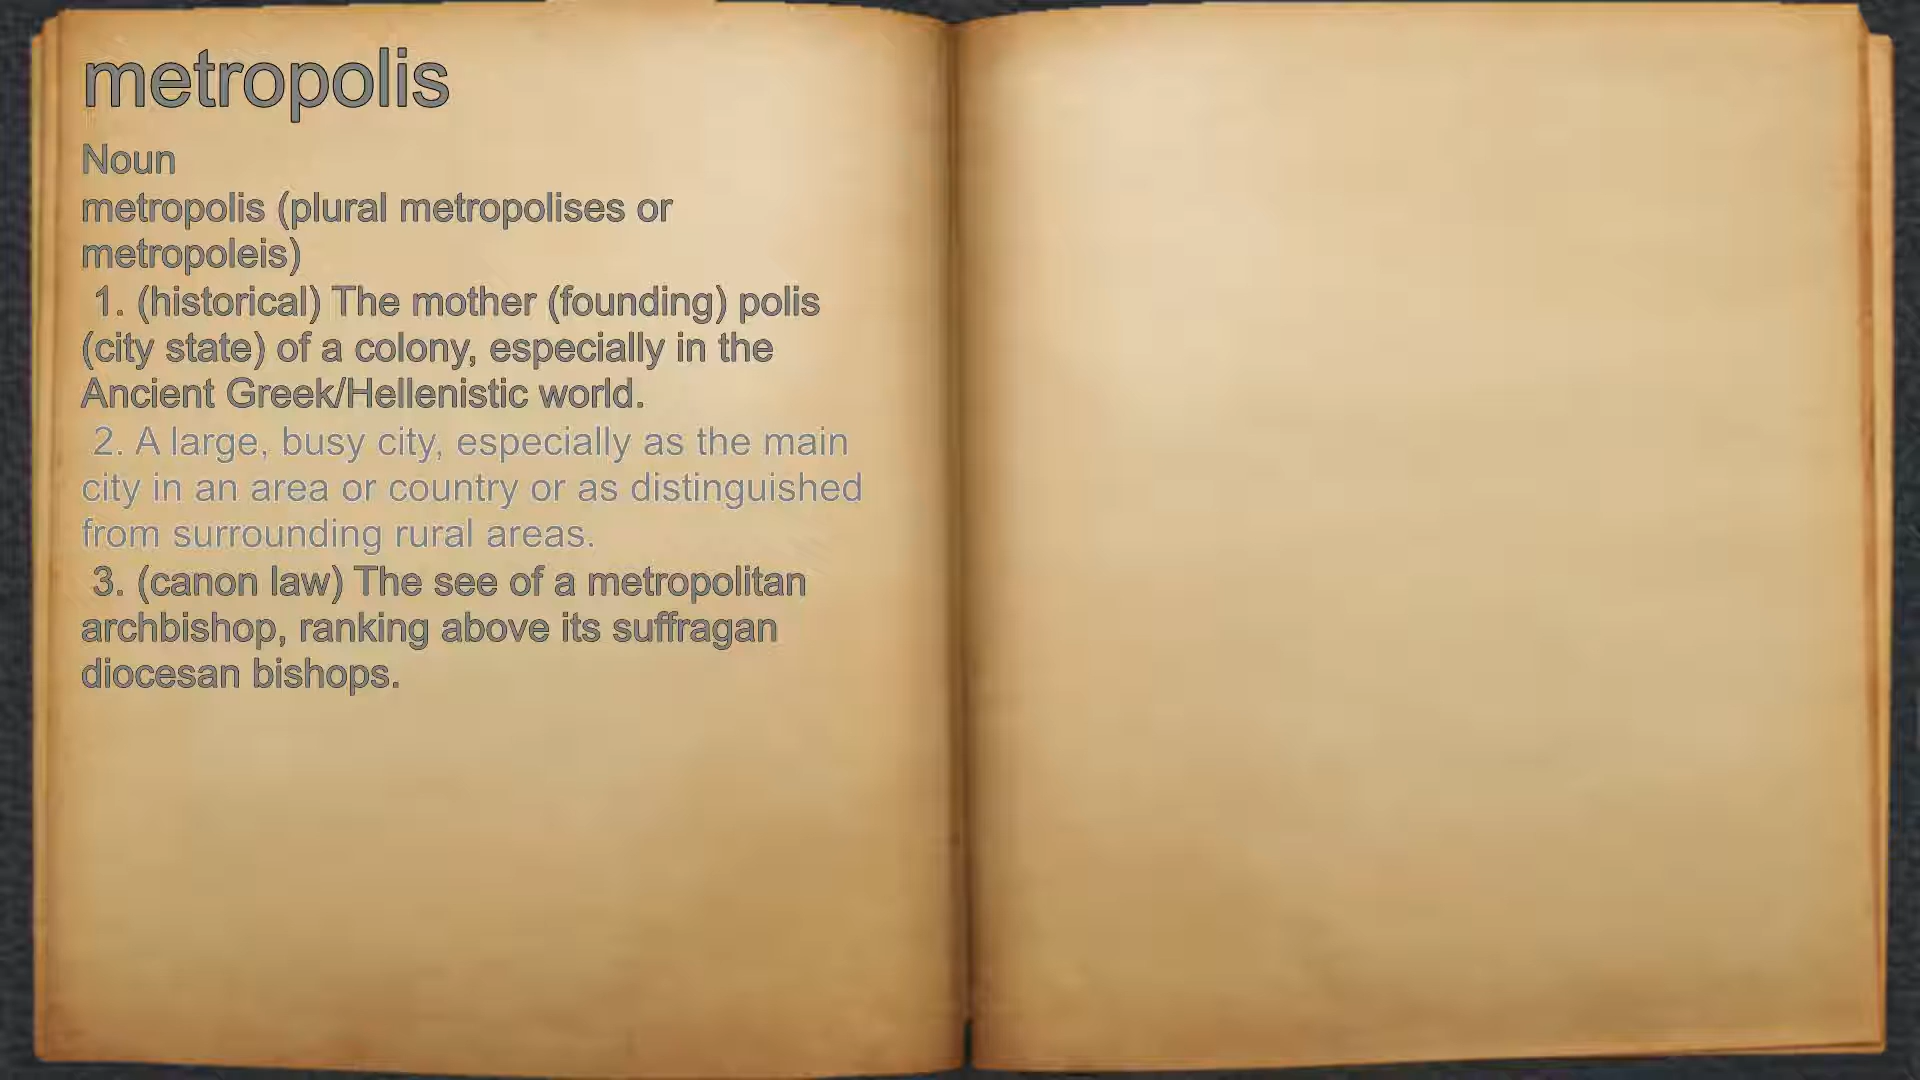 metropolis
Noun
metropolis (plural metropolises or
metropoleis)
1. (historical) The mother (founding) polis
(city state) of a colony, especially in the
Ancient Greek/Hellenistic world.
2. A large, busy city, especially as the main
city in an area or country or as distinguished
from surrounding rural areas.
3. (canon law) The see of a metropolitan
archbishop, ranking above its suffragan
diocesan bishops.